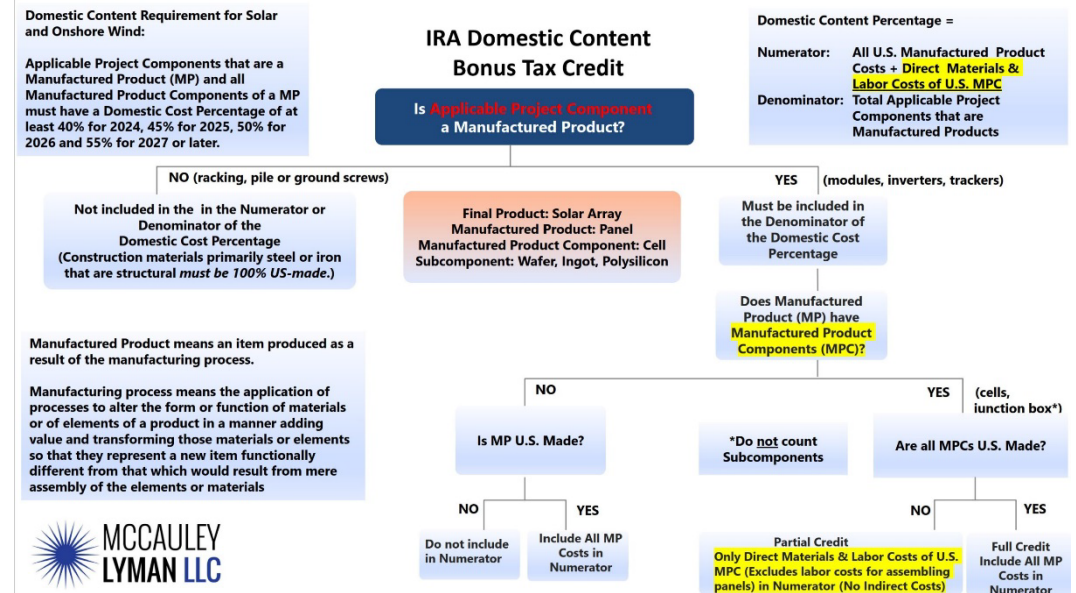 Domestic Content Requirement for Solar
and Onshore Wind:
Applicable Project Components that are a
Manufactured Product (MP) and all
Manufactured Product Components of a MP
must have a Domestic Cost Percentage of at
least 40% for 2024, 45% for 2025, 50% for
2026 and 55% for 2027 or later.
IRA Domestic Content
Bonus Tax Credit
Domestic Content Percentage =
Numerator: All U.S. Manufactured Product
Costs + Direct Materials &
Labor Costs of U.S. MPC
Denominator: Total Applicable Project
Components that are
Manufactured Products
Is Applicable Project Component
a Manufactured Product?
NO (racking, pile or ground screws)
YES (modules, inverters, trackers)
Not included in the in the Numerator or
Denominator of the
Domestic Cost Percentage
(Construction materials primarily steel or iron
that are structural must be 100% US-made.)
Final Product: Solar Array
Manufactured Product: Panel
Manufactured Product Component: Cell
Subcomponent: Wafer, Ingot, Polysilicon
Must be included in
the Denominator of
the Domestic Cost
Percentage
Does Manufactured
Product (MP) have
Manufactured Product
Components (MPC)?
Manufactured Product means an item produced as a
result of the manufacturing process.
Manufacturing process means the application of
processes to alter the form or function of materials
or of elements of a product in a manner adding
value and transforming those materials or elements
so that they represent a new item functionally
different from that which would result from mere
assembly of the elements or materials
NO
YES (cells,
junction box*)
Is MP U.S. Made?
*Do not count
Subcomponents
Are all MPCs U.S. Made?
NO
YES
NO
YES
Do not include
in Numerator
Include All MP
Costs in
Numerator
Partial Credit
Only Direct Materials & Labor Costs of U.S.
MPC (Excludes labor costs for assembling
panels) in Numerator (No Indirect Costs)
Full Credit
Include All MP
Costs in
Numerator
MCCAULEY
LYMAN LLC